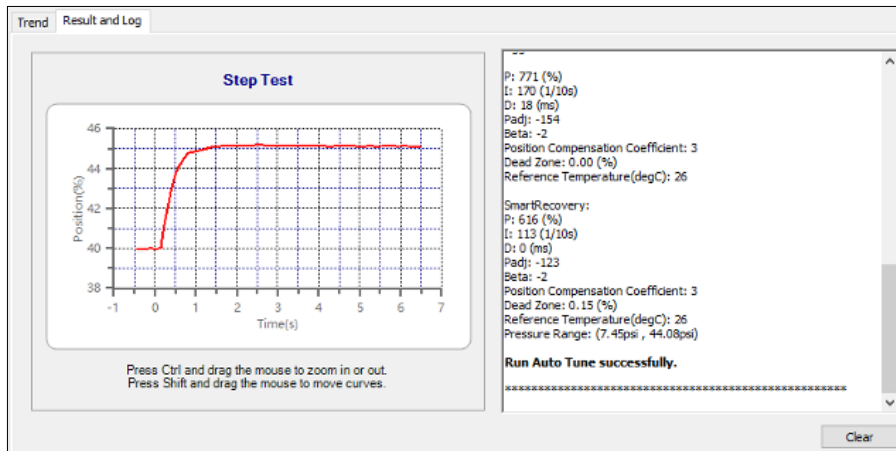 Trend
Result and Log
Step Test
46
44
42
40
38
Position(%)
-1 0 1 2 3 4 5 6 7
Time(s)
Press Ctrl and drag the mouse to zoom in or out.
Press Shift and drag the mouse to move curves.
P: 771 (%)
I: 170 (1/10s)
D: 18 (ms)
Padj: -154
Beta: -2
Position Compensation Coefficient: 3
Dead Zone: 0.00 (%)
Reference Temperature(degC): 26
SmartRecovery:
P: 616 (%)
I: 113 (1/10s)
D: 0 (ms)
Padj: -123
Beta: -2
Position Compensation Coefficient: 3
Dead Zone: 0.15 (%)
Reference Temperature(degC): 26
Pressure Range: (7.45psi , 44.08psi)
Run Auto Tune successfully.
****************************************************
Clear